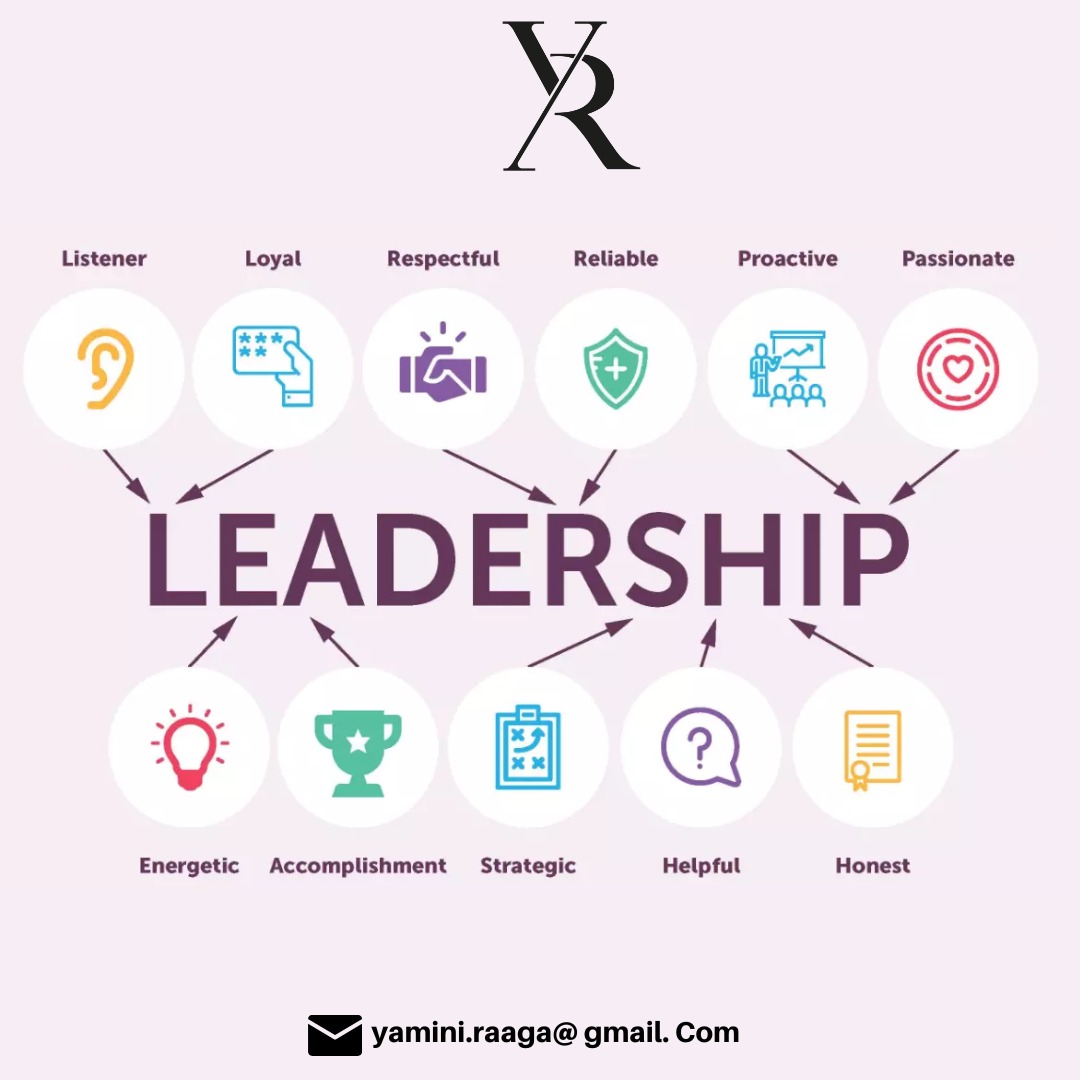 YR
Listener Loyal Respectful Reliable Proactive Passionate
LEADERSHIP
Energetic Accomplishment Strategic Helpful Honest
yamini.raaga@ gmail. Com